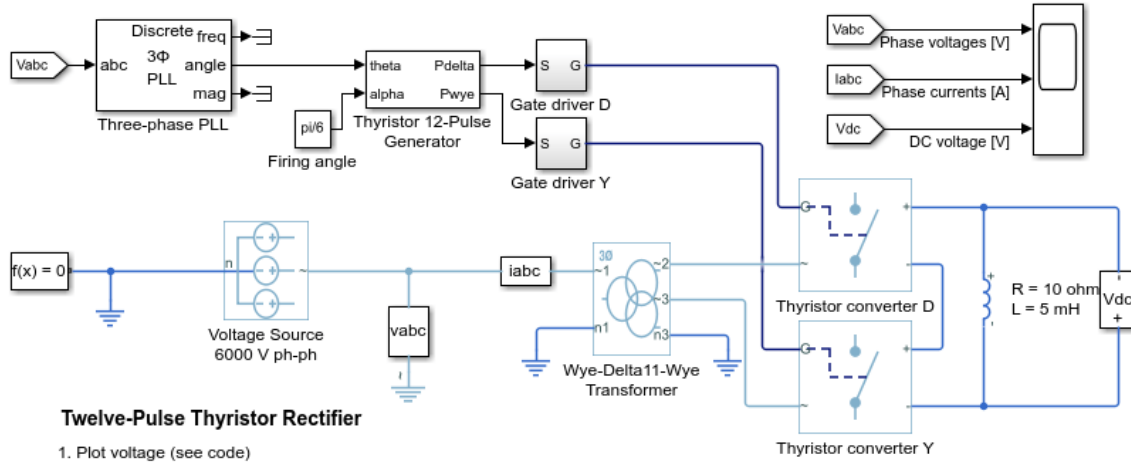 Vabc
abc
Discrete
3Φ
PLL
freq
angle
mag
Three-phase PLL
pi/6
Firing angle
theta
alpha
Pdelta
Pwye
Thyristor 12-Pulse
Generator
S G
Gate driver D
S G
Gate driver Y
Vabc
Phase voltages [V]
Iabc
Phase currents [A]
Vdc
DC voltage [V]
f(x) = 0
n
~
Voltage Source
6000 V ph-ph
vabc
iabc
3Ø
~1
~2
~3
n1
n3
Wye-Delta11-Wye
Transformer
G
~
+
-
Thyristor converter D
G
~
+
-
Thyristor converter Y
+
-
R = 10 ohm
L = 5 mH
-
Vdc
+
Twelve-Pulse Thyristor Rectifier
1. Plot voltage (see code)